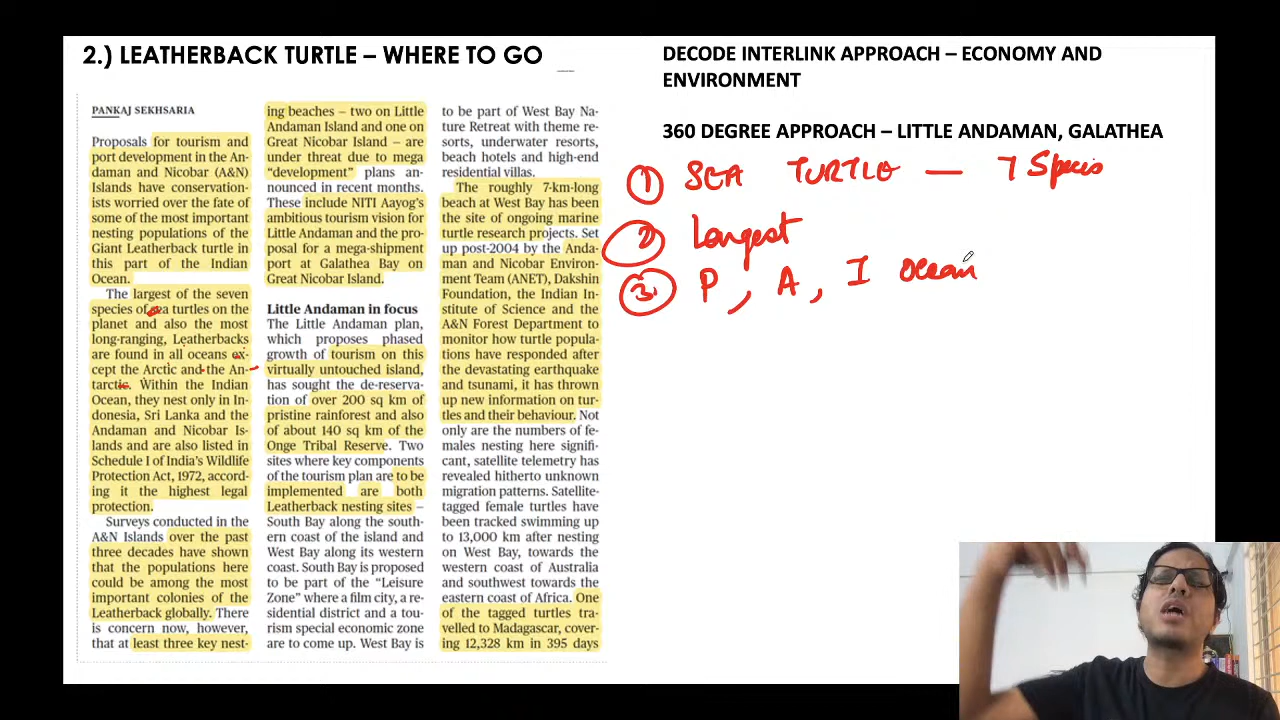 2.) LEATHERBACK TURTLE – WHERE TO GO
PANKAJ SEKHSARIA
Proposals for tourism and
port development in the An-
daman and Nicobar (A&N)
Islands have conservation-
ists worried over the fate of
some of the most important
nesting populations of the
Giant Leatherback turtle in
this part of the Indian
Ocean.
The largest of the seven
species of sea turtles on the
planet and also the most
long-ranging, Leatherbacks
are found in all oceans ex-
cept the Arctic and the An-
tarctic. Within the Indian
Ocean, they nest only in In-
donesia, Sri Lanka and the
Andaman and Nicobar Is-
lands and are also listed in
Schedule I of India's Wildlife
Protection Act, 1972, accord-
ing it the highest legal
protection.
Surveys conducted in the
A&N Islands over the past
three decades have shown
that the populations here
could be among the most
important colonies of the
Leatherback globally. There
is concern now, however,
that at least three key nest-
ing beaches – two on Little
Andaman Island and one on
Great Nicobar Island – are
under threat due to mega
“development” plans an-
nounced in recent months.
These include NITI Aayog's
ambitious tourism vision for
Little Andaman and the pro-
posal for a mega-shipment
port at Galathea Bay on
Great Nicobar Island.
Little Andaman in focus
The Little Andaman plan,
which proposes phased
growth of tourism on this
virtually untouched island,
has sought the de-reserva-
tion of over 200 sq km of
pristine rainforest and also
of about 140 sq km of the
Onge Tribal Reserve. Two
sites where key components
of the tourism plan are to be
implemented are both
Leatherback nesting sites –
South Bay along the south-
ern coast of the island and
West Bay along its western
coast. South Bay is proposed
to be part of the “Leisure
Zone” where a film city, a re-
sidential district and a tou-
rism special economic zone
are to come up. West Bay is
to be part of West Bay Na-
ture Retreat with theme re-
sorts, underwater resorts,
beach hotels and high-end
residential villas.
The roughly 7-km-long
beach at West Bay has been
the site of ongoing marine
turtle research projects. Set
up post-2004 by the Anda-
man and Nicobar Environ-
ment Team (ANET), Dakshin
Foundation, the Indian In-
stitute of Science and the
A&N Forest Department to
monitor how turtle popula-
tions have responded after
the devastating earthquake
and tsunami, it has thrown
up new information on tur-
tles and their behaviour. Not
only are the numbers of fe-
males nesting here signifi-
cant, satellite telemetry has
revealed hitherto unknown
migration patterns. Satellite-
tagged female turtles have
been tracked swimming up
to 13,000 km after nesting
on West Bay, towards the
western coast of Australia
and southwest towards the
eastern coast of Africa. One
of the tagged turtles tra-
velled to Madagascar, cover-
ing 12,328 km in 395 days
DECODE INTERLINK APPROACH – ECONOMY AND
ENVIRONMENT
360 DEGREE APPROACH – LITTLE ANDAMAN, GALATHEA
1 SEA TURTLE — 7 Species
2 Longest
3. P, A, I Ocean